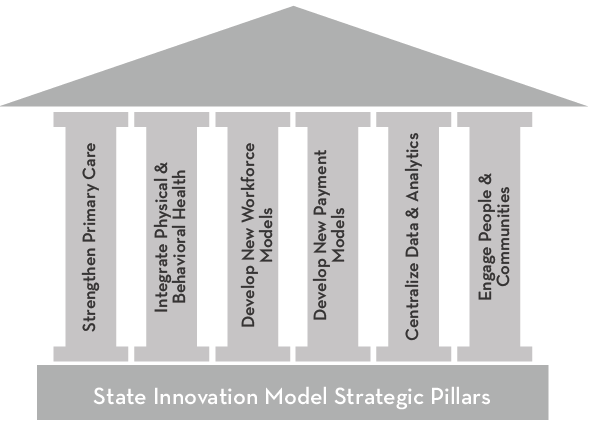 Strengthen Primary Care
Integrate Physical &
Behavioral Health
Develop New Workforce
Models
Develop New Payment
Models
Centralize Data & Analytics
Engage People &
Communities
State Innovation Model Strategic Pillars